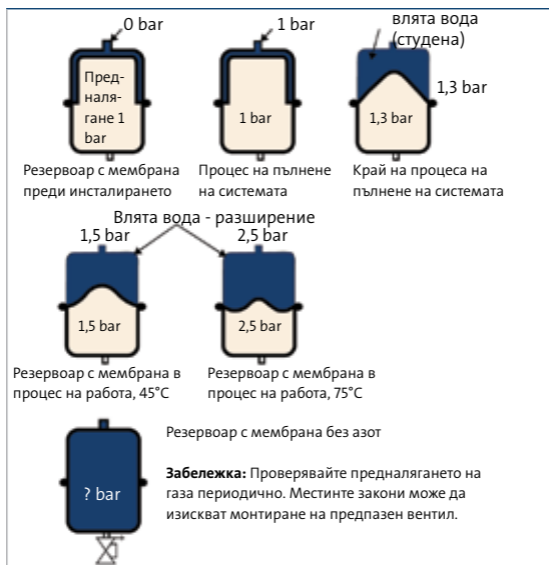 0 bar
1 bar
влята вода
(студена)
Пред-
наля-
гане 1
bar
1 bar
1,3 bar
1,3 bar
Резервоар с мембрана
преди инсталирането
Процес на пълнене
на системата
Край на процеса на
пълнене на системата
Влята вода - разширение
1,5 bar
2,5 bar
1,5 bar
2,5 bar
Резервоар с мембрана в
процес на работа, 45°C
Резервоар с мембрана в
процес на работа, 75°C
? bar
Резервоар с мембрана без азот
Забележка: Проверявайте предналягането на
газа периодично. Местинте закони може да
изискват монтиране на предпазен вентил.